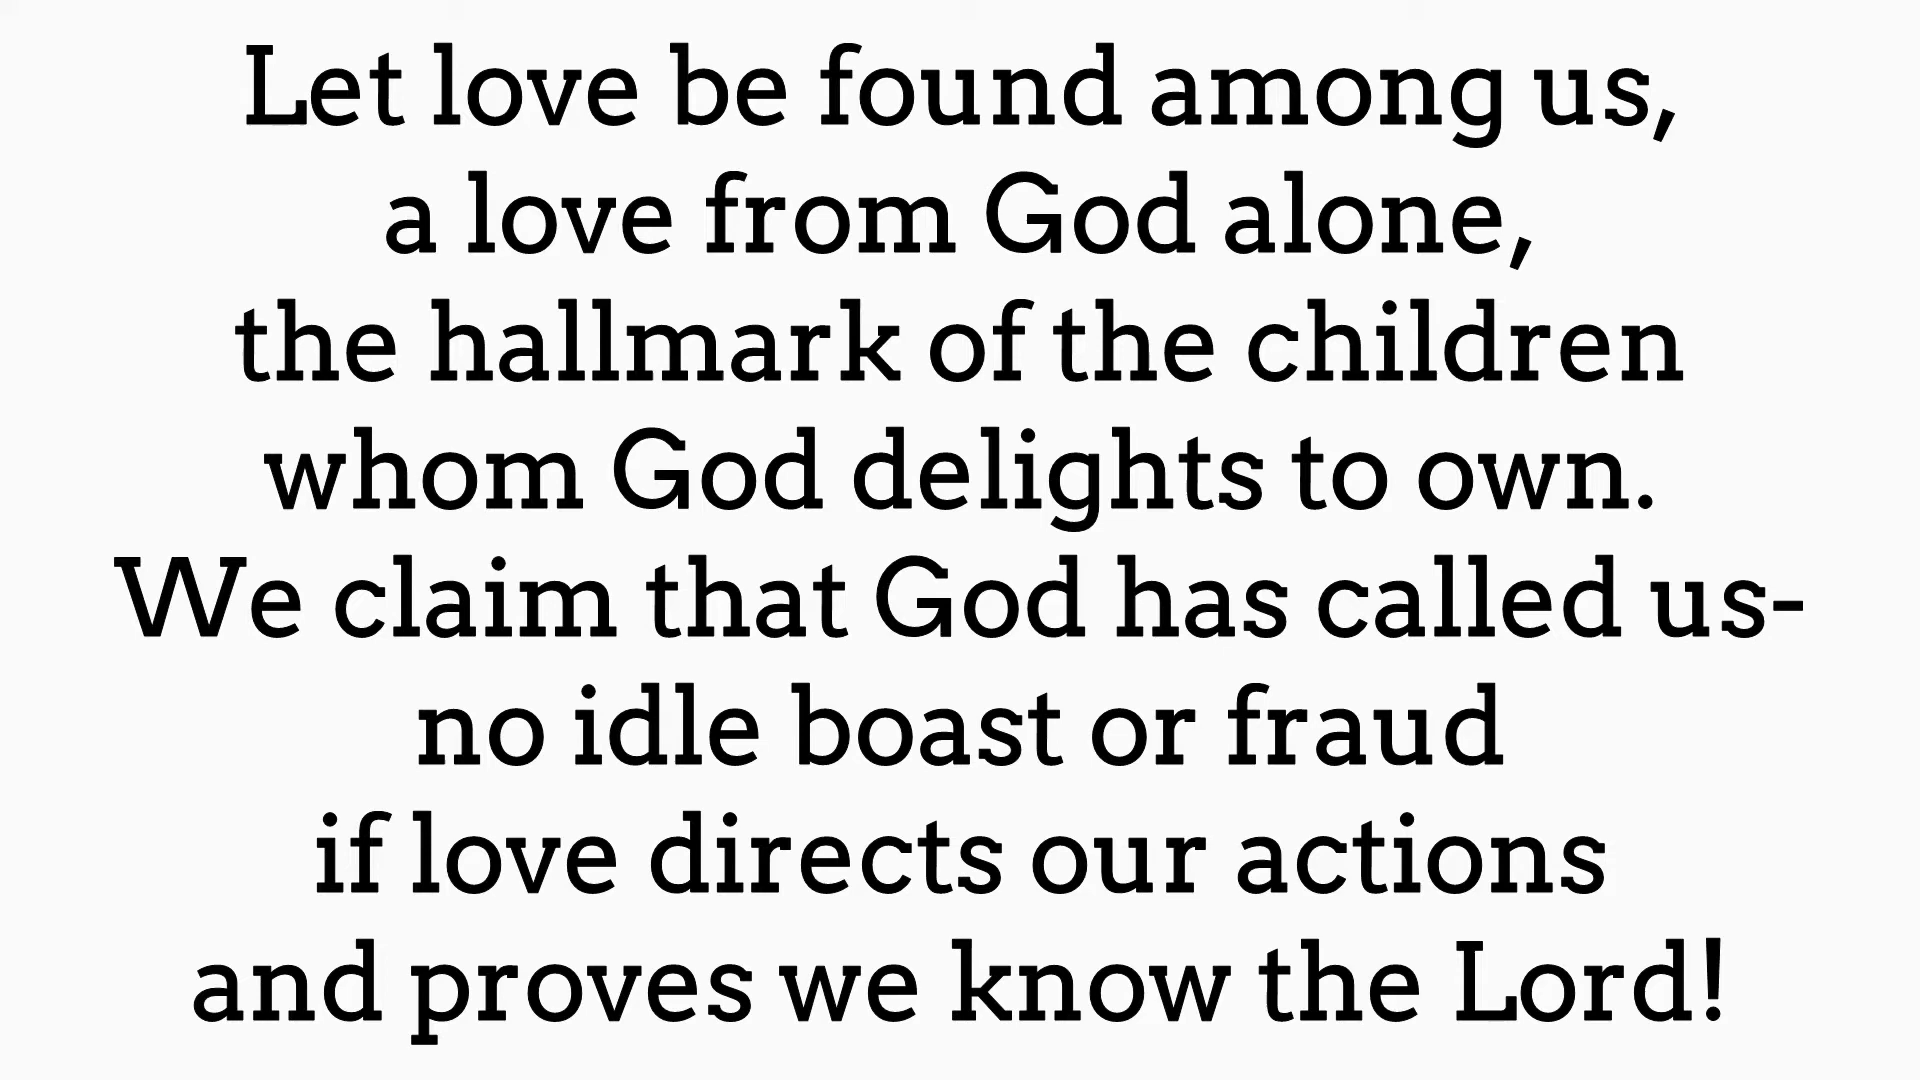 Let love be found among us,
a love from God alone,
the hallmark of the children
whom God delights to own.
We claim that God has called us-
no idle boast or fraud
if love directs our actions
and proves we know the Lord!